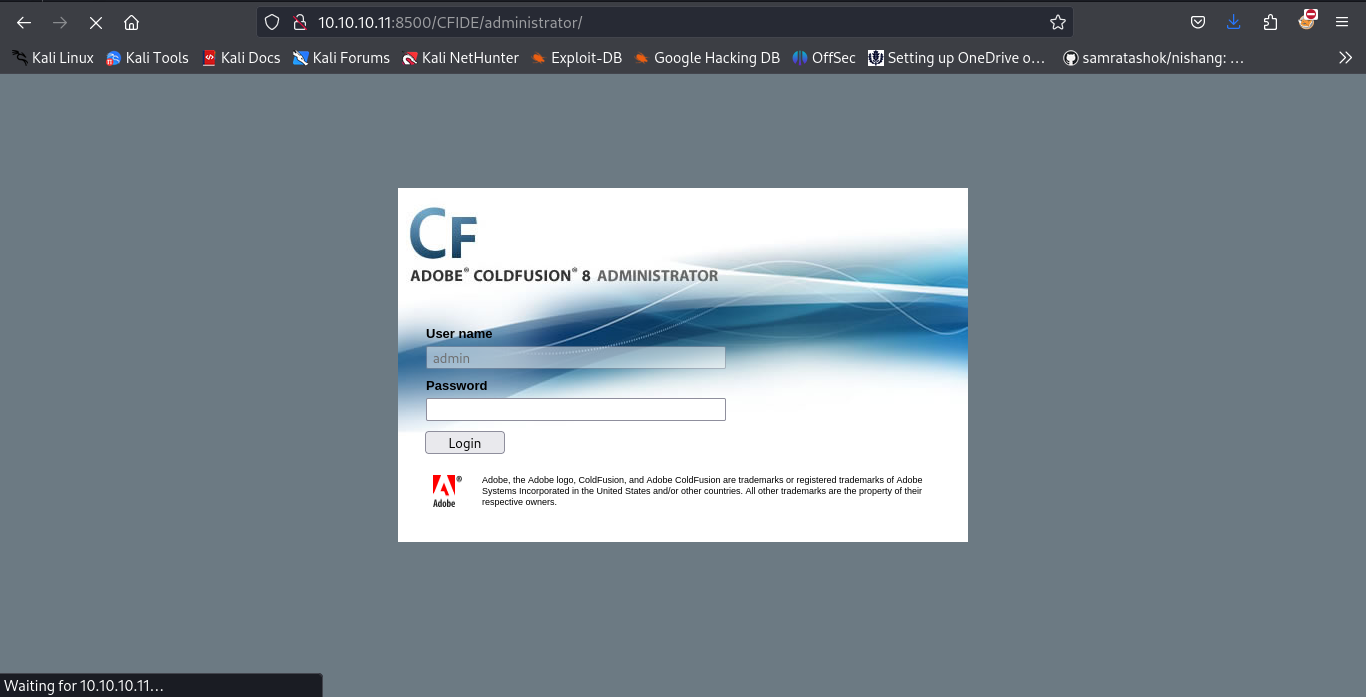 10.10.10.11:8500/CFIDE/administrator/
Kali Linux Kali Tools Kali Docs Kali Forums Kali NetHunter Exploit-DB Google Hacking DB OffSec Setting up OneDrive o... samratashok/nishang: ...
CF
ADOBE® COLDFUSION® 8 ADMINISTRATOR
User name
admin
Password
Login
Adobe, the Adobe logo, ColdFusion, and Adobe ColdFusion are trademarks or registered trademarks of Adobe
Systems Incorporated in the United States and/or other countries. All other trademarks are the property of their
respective owners.
®
Adobe
Waiting for 10.10.10.11...